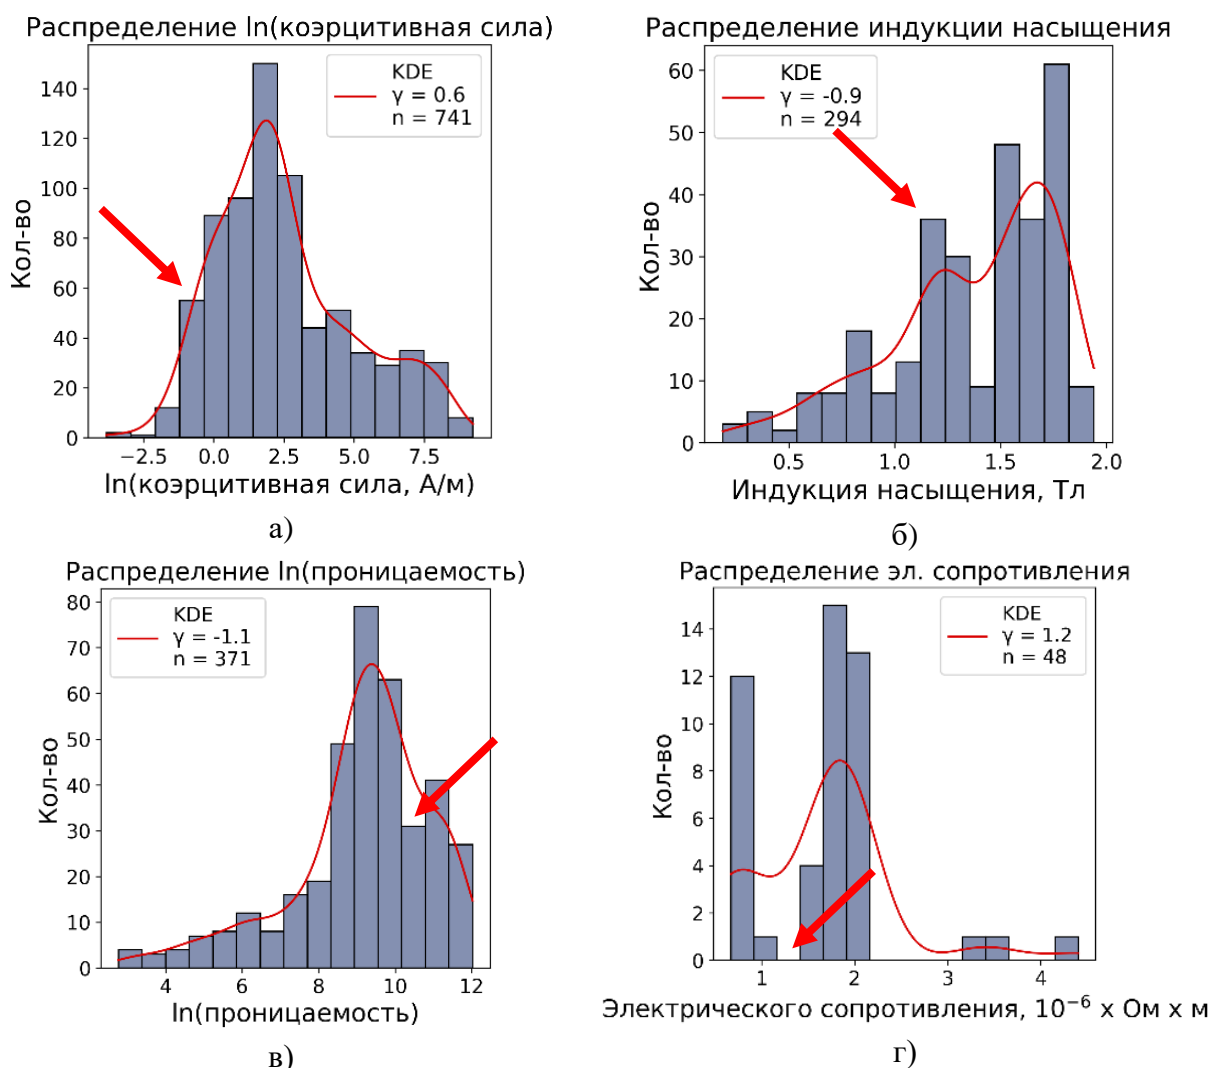 Распределение ln(коэрцитивная сила)
KDE
γ = 0.6
n = 741
140
120
100
80
60
40
20
0
Кол-во
−2.5 0.0 2.5 5.0 7.5
ln(коэрцитивная сила, А/м)
а)
Распределение индукции насыщения
KDE
γ = -0.9
n = 294
60
50
40
30
20
10
0
Кол-во
0.5 1.0 1.5 2.0
Индукция насыщения, Тл
б)
Распределение ln(проницаемость)
KDE
γ = -1.1
n = 371
80
70
60
50
40
30
20
10
0
Кол-во
4 6 8 10 12
ln(проницаемость)
в)
Распределение эл. сопротивления
KDE
γ = 1.2
n = 48
14
12
10
8
6
4
2
0
Кол-во
1 2 3 4
Электрического сопротивления, 10⁻⁶ х Ом х м
г)